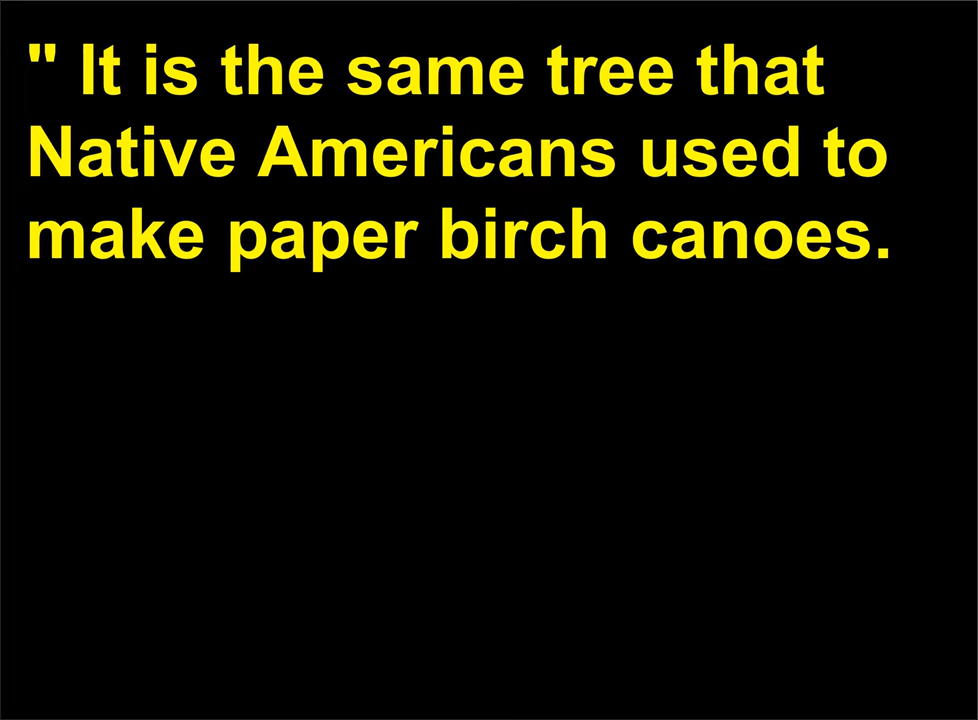 " It is the same tree that
Native Americans used to
make paper birch canoes.